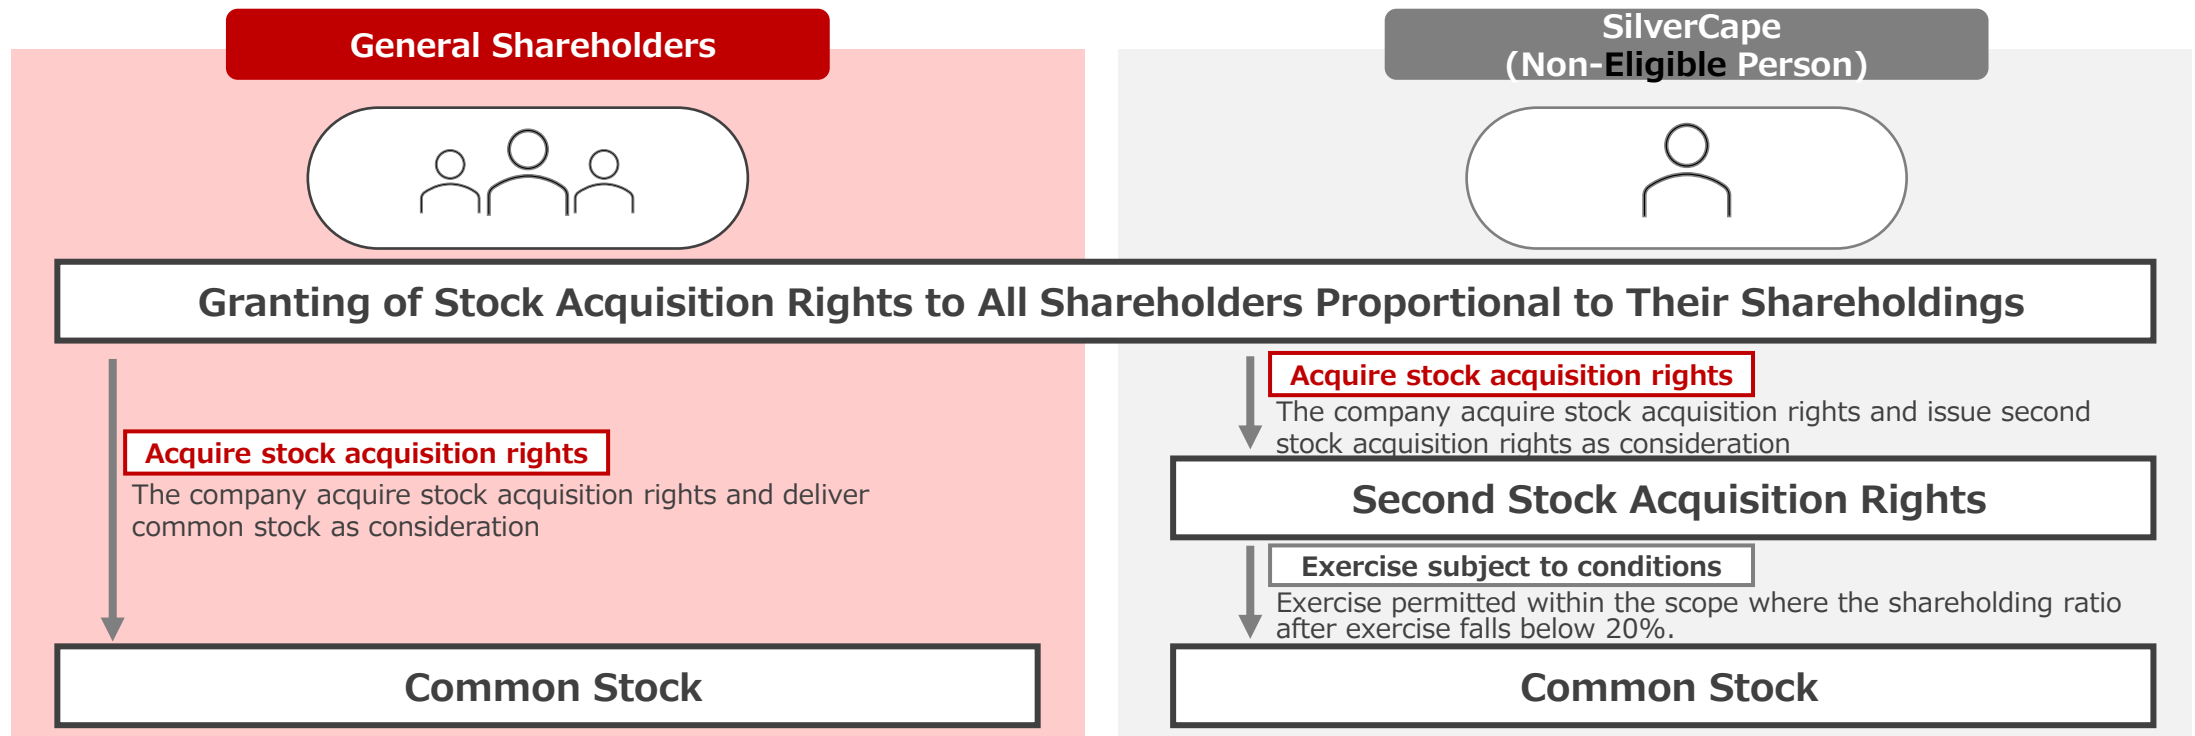 General Shareholders
SilverCape
(Non-Eligible Person)
Granting of Stock Acquisition Rights to All Shareholders Proportional to Their Shareholdings
Acquire stock acquisition rights
The company acquire stock acquisition rights and deliver
common stock as consideration
Common Stock
Acquire stock acquisition rights
The company acquire stock acquisition rights and issue second
stock acquisition rights as consideration
Second Stock Acquisition Rights
Exercise subject to conditions
Exercise permitted within the scope where the shareholding ratio
after exercise falls below 20%.
Common Stock